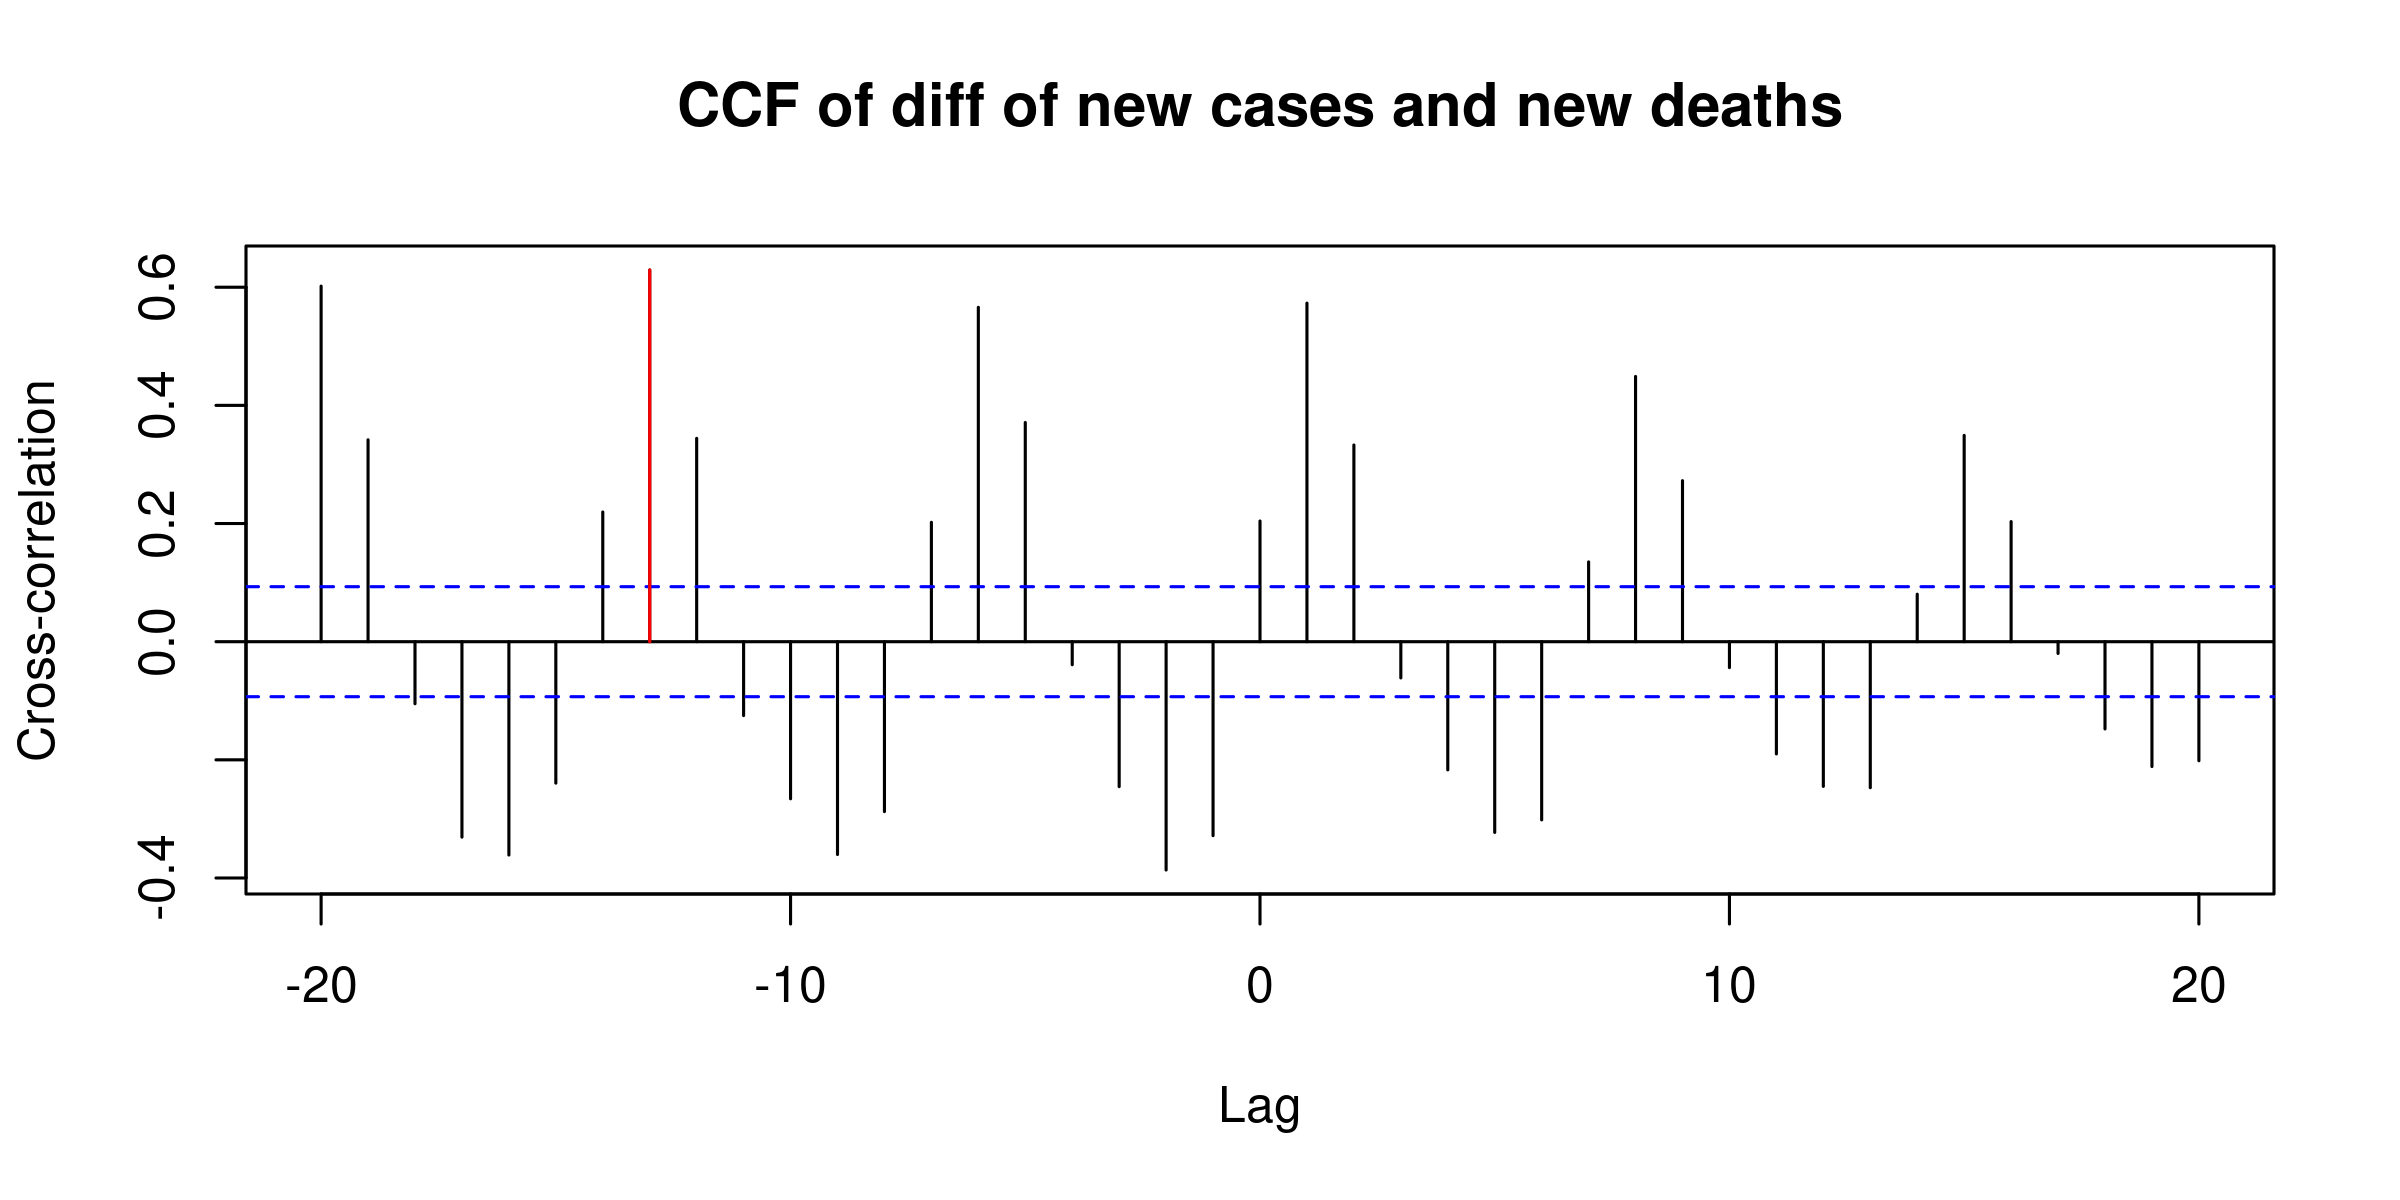 CCF of diff of new cases and new deaths
Cross-correlation
0.6
0.4
0.2
0.0
-0.4
-20 -10 0 10 20
Lag